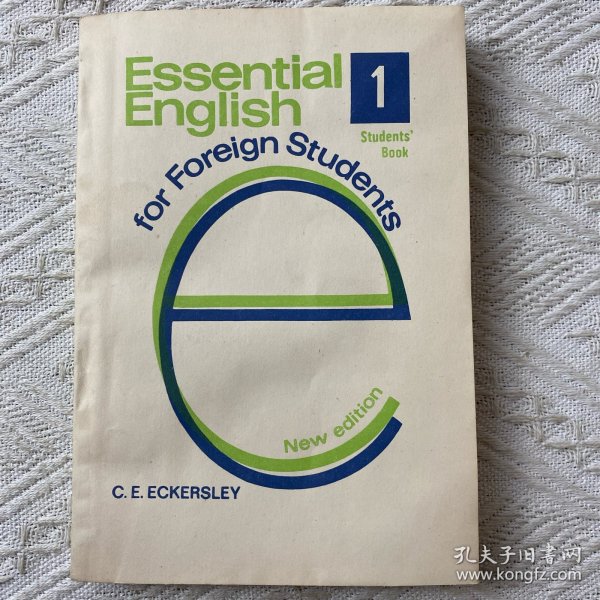 Essential
English
1
Students'
Book
for Foreign Students
New edition
C. E. ECKERSLEY
孔夫子旧书网
www.kongfz.com